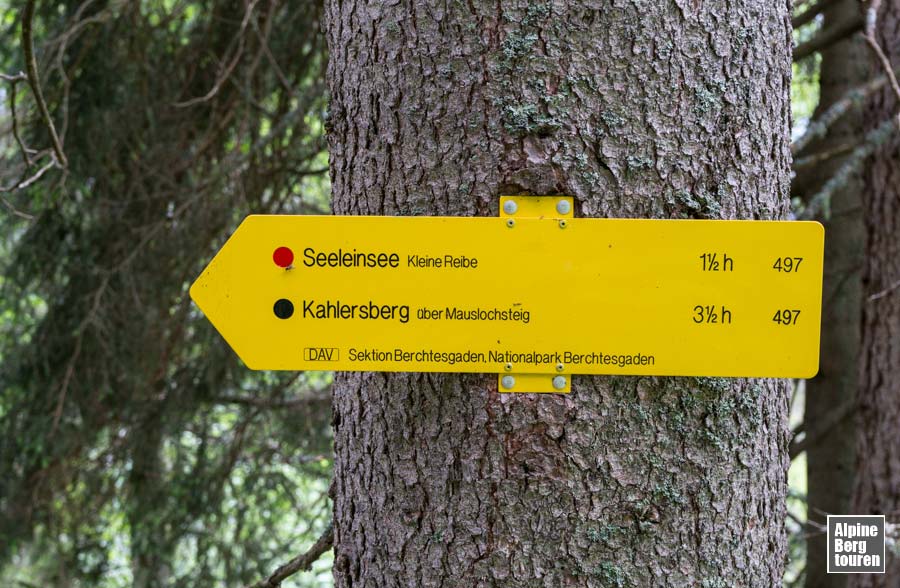 Seeleinsee Kleine Reibe 1½ h 497
Kahlersberg über Mauslochsteig 3½ h 497
DAV Sektion Berchtesgaden, Nationalpark Berchtesgaden
Alpine
Berg
touren